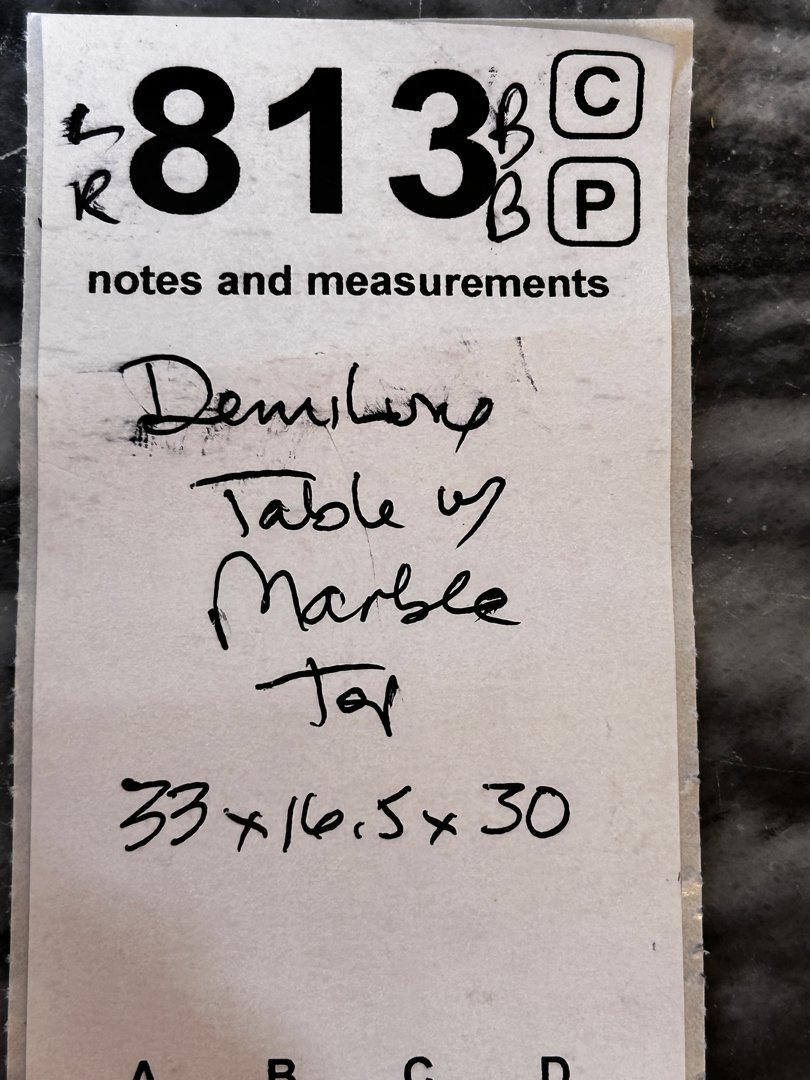 L 813 B C
R B P
notes and measurements
Demilune
Table w/
Marble
Top
33 x 16.5 x 30
A B C D